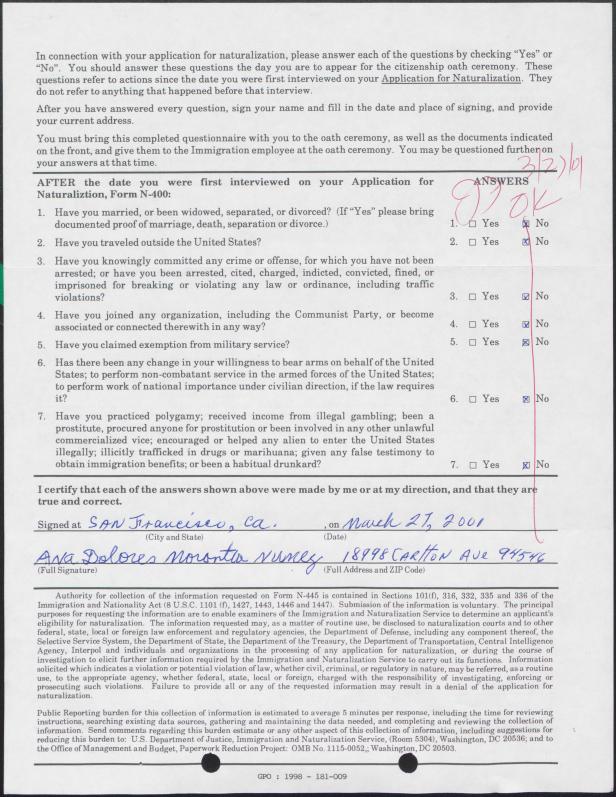 In connection with your application for naturalization, please answer each of the questions by checking "Yes" or
"No". You should answer these questions the day you are to appear for the citizenship oath ceremony. These
questions refer to actions since the date you were first interviewed on your Application for Naturalization. They
do not refer to anything that happened before that interview.
After you have answered every question, sign your name and fill in the date and place of signing, and provide
your current address.
You must bring this completed questionnaire with you to the oath ceremony, as well as the documents indicated
on the front, and give them to the Immigration employee at the oath ceremony. You may be questioned further on
your answers at that time.
AFTER the date you were first interviewed on your Application for
Naturaliztion, Form N-400:
ANSWERS
OK
1. Have you married, or been widowed, separated, or divorced? (If "Yes" please bring
documented proof of marriage, death, separation or divorce.)
1. ☐ Yes ☒ No
2. Have you traveled outside the United States?
2. ☐ Yes ☒ No
3. Have you knowingly committed any crime or offense, for which you have not been
arrested; or have you been arrested, cited, charged, indicted, convicted, fined, or
imprisoned for breaking or violating any law or ordinance, including traffic
violations?
3. ☐ Yes ☒ No
4. Have you joined any organization, including the Communist Party, or become
associated or connected therewith in any way?
4. ☐ Yes ☒ No
5. Have you claimed exemption from military service?
5. ☐ Yes ☒ No
6. Has there been any change in your willingness to bear arms on behalf of the United
States; to perform non-combatant service in the armed forces of the United States;
to perform work of national importance under civilian direction, if the law requires
it?
6. ☐ Yes ☒ No
7. Have you practiced polygamy; received income from illegal gambling; been a
prostitute, procured anyone for prostitution or been involved in any other unlawful
commercialized vice; encouraged or helped any alien to enter the United States
illegally; illicitly trafficked in drugs or marihuana; given any false testimony to
obtain immigration benefits; or been a habitual drunkard?
7. ☐ Yes ☒ No
I certify that each of the answers shown above were made by me or at my direction, and that they are
true and correct.
Signed at SAN Francisco, Ca. , on March 27, 2001
(City and State) (Date)
Ana Dolores 18998 CARlTON AVE 94546
(Full Signature) (Full Address and ZIP Code)
Authority for collection of the information requested on Form N-445 is contained in Sections 101(f), 316, 332, 335 and 336 of the
Immigration and Nationality Act (8 U.S.C. 1101 (f), 1427, 1443, 1446 and 1447). Submission of the information is voluntary. The principal
purposes for requesting the information are to enable examiners of the Immigration and Naturalization Service to determine an applicant's
eligibility for naturalization. The information requested may, as a matter of routine use, be disclosed to naturalization courts and to other
federal, state, local or foreign law enforcement and regulatory agencies, the Department of Defense, including any component thereof, the
Selective Service System, the Department of State, the Department of the Treasury, the Department of Transportation, Central Intelligence
Agency, Interpol and individuals and organizations in the processing of any application for naturalization, or during the course of
investigation to elicit further information required by the Immigration and Naturalization Service to carry out its functions. Information
solicited which indicates a violation or potential violation of law, whether civil, criminal, or regulatory in nature, may be referred, as a routine
use, to the appropriate agency, whether federal, state, local or foreign, charged with the responsibility of investigating, enforcing or
prosecuting such violations. Failure to provide all or any of the requested information may result in a denial of the application for
naturalization.
Public Reporting burden for this collection of information is estimated to average 5 minutes per response, including the time for reviewing
instructions, searching existing data sources, gathering and maintaining the data needed, and completing and reviewing the collection of
information. Send comments regarding this burden estimate or any other aspect of this collection of information, including suggestions for
reducing this burden to: U.S. Department of Justice, Immigration and Naturalization Service, (Room 5304), Washington, DC 20536; and to
the Office of Management and Budget, Paperwork Reduction Project: OMB No. 1115-0052,; Washington, DC 20503.
GPO : 1998 - 181-009